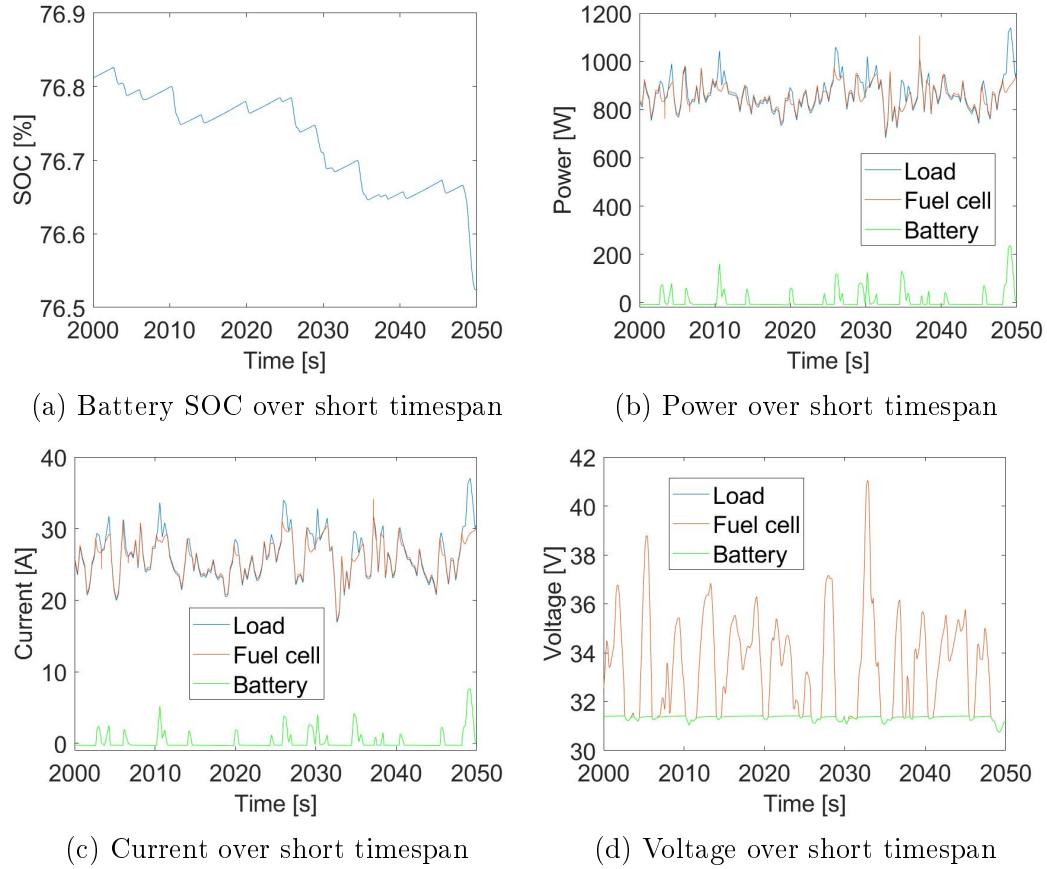 76.9
76.8
76.7
76.6
76.5
SOC [%]
2000 2010 2020 2030 2040 2050
Time [s]
(a) Battery SOC over short timespan
1200
1000
800
600
400
200
0
Power [W]
Load
Fuel cell
Battery
2000 2010 2020 2030 2040 2050
Time [s]
(b) Power over short timespan
40
30
20
10
0
Current [A]
Load
Fuel cell
Battery
2000 2010 2020 2030 2040 2050
Time [s]
(c) Current over short timespan
42
40
38
36
34
32
30
Voltage [V]
Load
Fuel cell
Battery
2000 2010 2020 2030 2040 2050
Time [s]
(d) Voltage over short timespan